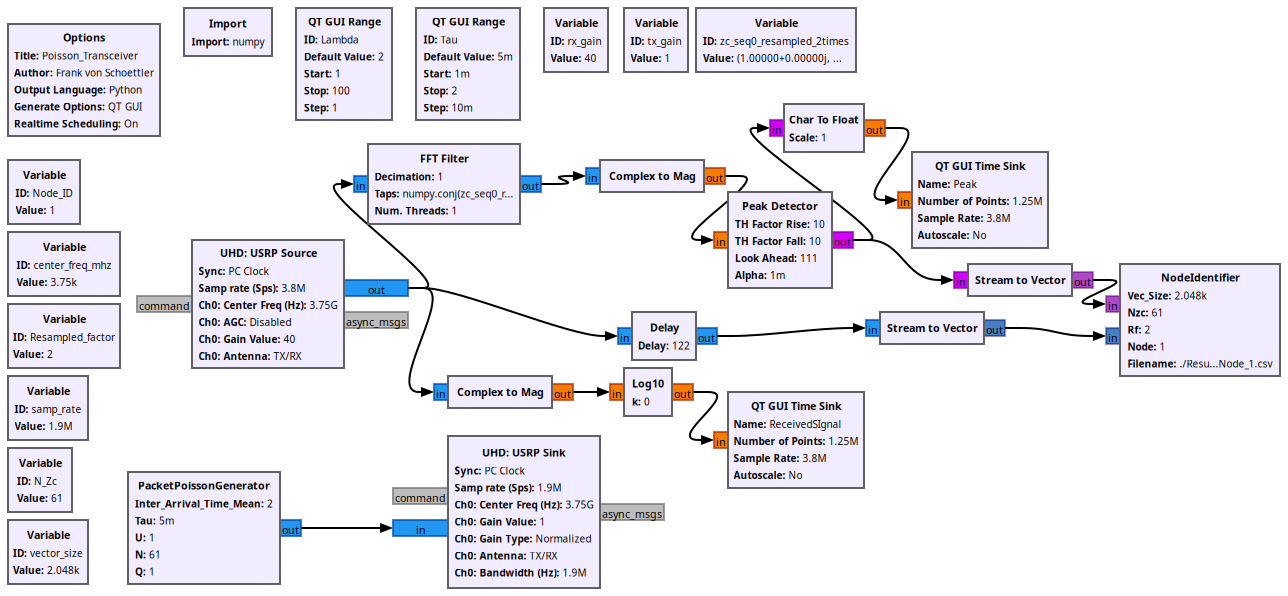 Options
Title: Poisson_Transceiver
Author: Frank von Schoettler
Output Language: Python
Generate Options: QT GUI
Realtime Scheduling: On
Import
Import: numpy
QT GUI Range
ID: Lambda
Default Value: 2
Start: 1
Stop: 100
Step: 1
QT GUI Range
ID: Tau
Default Value: 5m
Start: 1m
Stop: 2
Step: 10m
Variable
ID: rx_gain
Value: 40
Variable
ID: tx_gain
Value: 1
Variable
ID: zc_seq0_resampled_2times
Value: (1.00000+0.00000j, ...
Variable
ID: Node_ID
Value: 1
Variable
ID: center_freq_mhz
Value: 3.75k
Variable
ID: Resampled_factor
Value: 2
Variable
ID: samp_rate
Value: 1.9M
Variable
ID: N_Zc
Value: 61
Variable
ID: vector_size
Value: 2.048k
UHD: USRP Source
Sync: PC Clock
Samp rate (Sps): 3.8M
Ch0: Center Freq (Hz): 3.75G
Ch0: AGC: Disabled
Ch0: Gain Value: 40
Ch0: Antenna: TX/RX
command
out
async_msgs
FFT Filter
Decimation: 1
Taps: numpy.conj(zc_seq0_r...
Num. Threads: 1
in
out
Complex to Mag
in
out
Peak Detector
TH Factor Rise: 10
TH Factor Fall: 10
Look Ahead: 111
Alpha: 1m
in
out
Char To Float
Scale: 1
in
out
QT GUI Time Sink
Name: Peak
Number of Points: 1.25M
Sample Rate: 3.8M
Autoscale: No
in
Stream to Vector
in
out
Delay
Delay: 122
in
out
Stream to Vector
in
out
NodeIdentifier
Vec_Size: 2.048k
Nzc: 61
Rf: 2
Node: 1
Filename: ./Resu...Node_1.csv
in
in
Complex to Mag
in
out
Log10
k: 0
in
out
QT GUI Time Sink
Name: ReceivedSIgnal
Number of Points: 1.25M
Sample Rate: 3.8M
Autoscale: No
in
PacketPoissonGenerator
Inter_Arrival_Time_Mean: 2
Tau: 5m
U: 1
N: 61
Q: 1
out
UHD: USRP Sink
Sync: PC Clock
Samp rate (Sps): 1.9M
Ch0: Center Freq (Hz): 3.75G
Ch0: Gain Value: 1
Ch0: Gain Type: Normalized
Ch0: Antenna: TX/RX
Ch0: Bandwidth (Hz): 1.9M
command
in
async_msgs